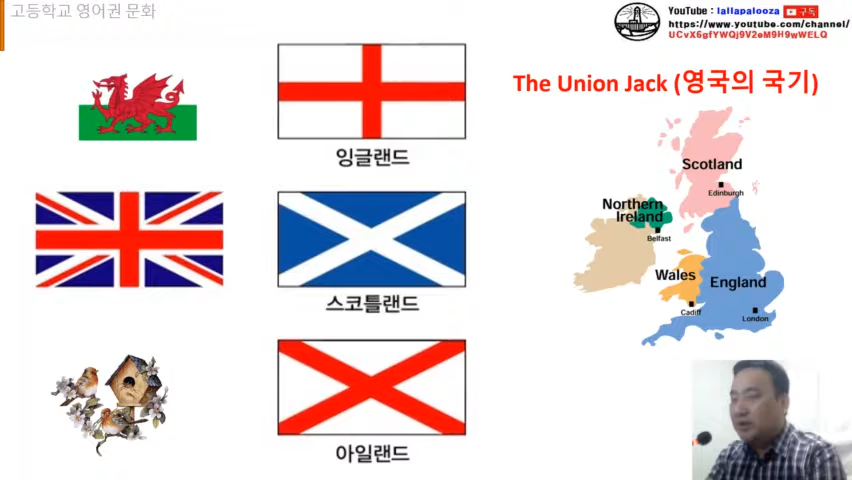 고등학교 영어권 문화
YouTube : lallapalooza 구독
https://www.youtube.com/channel/
UCvX6gfYWQj9V2eM9H9wWELQ
The Union Jack (영국의 국기)
잉글랜드
스코틀랜드
아일랜드
Scotland
Edinburgh
Northern
Ireland
Belfast
Wales
England
Cadiff
London